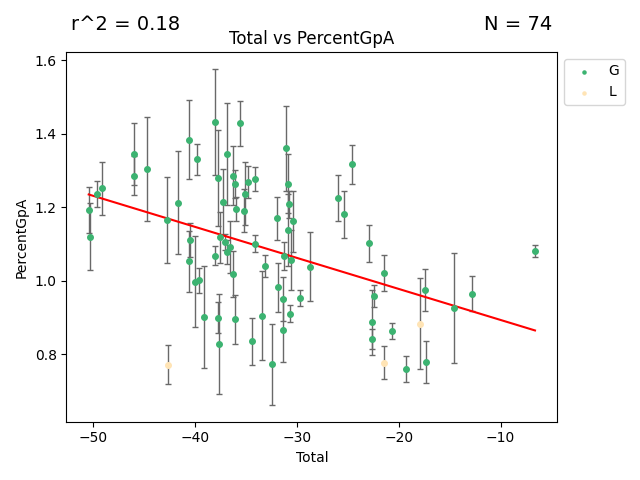 r^2 = 0.18
N = 74
Total vs PercentGpA
G
L
1.6
1.4
1.2
1.0
0.8
PercentGpA
−50
−40
−30
−20
−10
Total